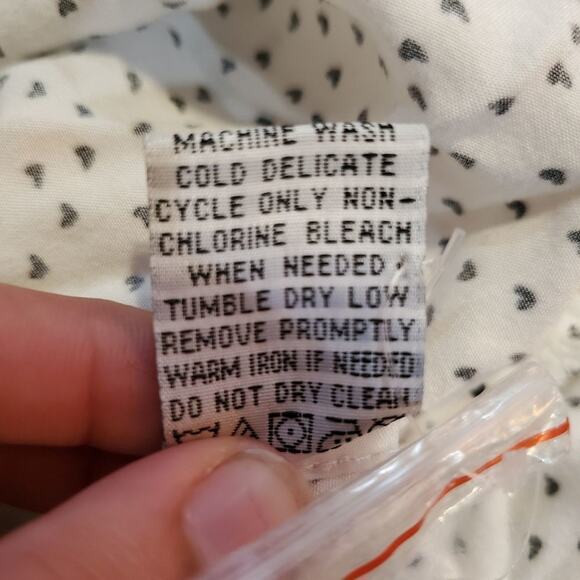 MACHINE WASH
COLD DELICATE
CYCLE ONLY NON-
CHLORINE BLEACH
WHEN NEEDED
TUMBLE DRY LOW
REMOVE PROMPTLY
WARM IRON IF NEEDED
DO NOT DRY CLEAN